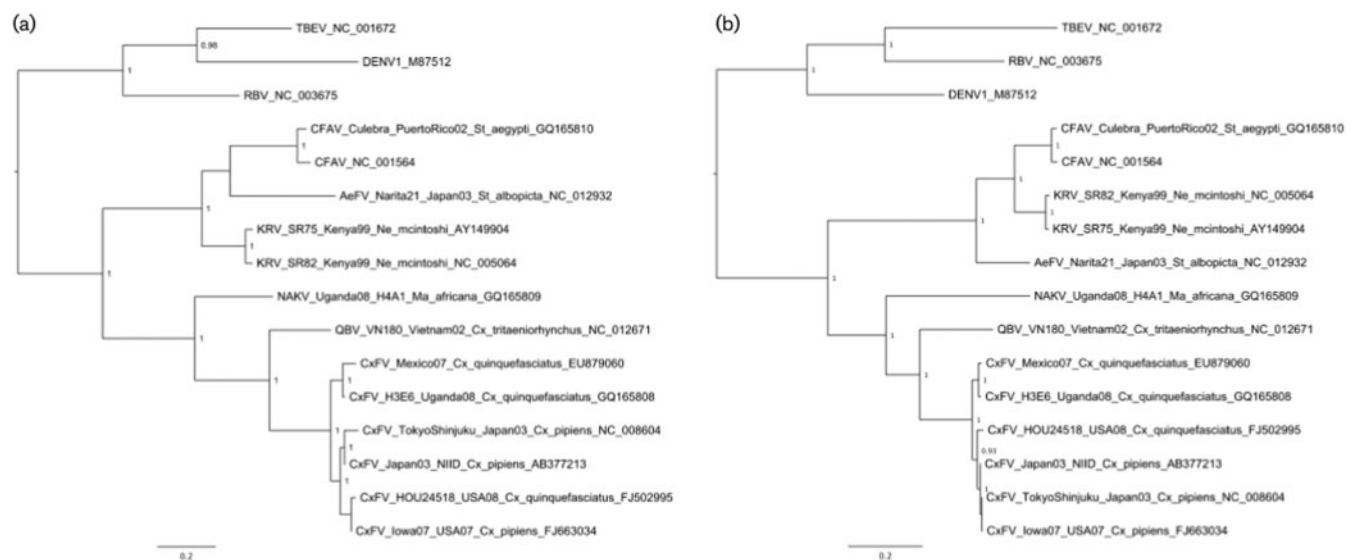 (a)
TBEV_NC_001672
0.98
DENV1_M87512
1
RBV_NC_003675
CFAV_Culebra_PuertoRico02_St_aegypti_GQ165810
1
CFAV_NC_001564
AeFV_Narita21_Japan03_St_albopicta_NC_012932
1
KRV_SR75_Kenya99_Ne_mcintoshi_AY149904
1
KRV_SR82_Kenya99_Ne_mcintoshi_NC_005064
1
NAKV_Uganda08_H4A1_Ma_africana_GQ165809
1
QBV_VN180_Vietnam02_Cx_tritaeniorhynchus_NC_012671
1
CxFV_Mexico07_Cx_quinquefasciatus_EU879060
1
CxFV_H3E6_Uganda08_Cx_quinquefasciatus_GQ165808
1
CxFV_TokyoShinjuku_Japan03_Cx_pipiens_NC_008604
1
CxFV_Japan03_NIID_Cx_pipiens_AB377213
1
CxFV_HOU24518_USA08_Cx_quinquefasciatus_FJ502995
CxFV_Iowa07_USA07_Cx_pipiens_FJ663034
0.2
(b)
TBEV_NC_001672
1
RBV_NC_003675
1
DENV1_M87512
CFAV_Culebra_PuertoRico02_St_aegypti_GQ165810
1
CFAV_NC_001564
1
KRV_SR82_Kenya99_Ne_mcintoshi_NC_005064
1
KRV_SR75_Kenya99_Ne_mcintoshi_AY149904
1
AeFV_Narita21_Japan03_St_albopicta_NC_012932
1
NAKV_Uganda08_H4A1_Ma_africana_GQ165809
1
QBV_VN180_Vietnam02_Cx_tritaeniorhynchus_NC_012671
1
CxFV_Mexico07_Cx_quinquefasciatus_EU879060
1
CxFV_H3E6_Uganda08_Cx_quinquefasciatus_GQ165808
1
CxFV_HOU24518_USA08_Cx_quinquefasciatus_FJ502995
0.93
CxFV_Japan03_NIID_Cx_pipiens_AB377213
1
CxFV_TokyoShinjuku_Japan03_Cx_pipiens_NC_008604
CxFV_Iowa07_USA07_Cx_pipiens_FJ663034
0.2